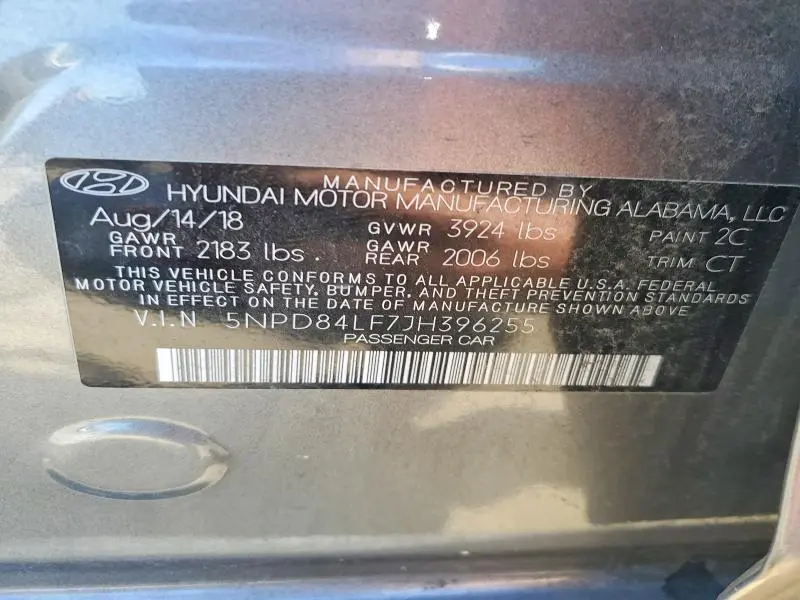 MANUFACTURED BY
HYUNDAI MOTOR MANUFACTURING ALABAMA, LLC
Aug/14/18 GVWR 3924 lbs PAINT 2C
GAWR FRONT 2183 lbs. GAWR REAR 2006 lbs TRIM CT
THIS VEHICLE CONFORMS TO ALL APPLICABLE U.S.A. FEDERAL
MOTOR VEHICLE SAFETY, BUMPER, AND THEFT PREVENTION STANDARDS
IN EFFECT ON THE DATE OF MANUFACTURE SHOWN ABOVE
V.I.N 5NPD84LF7JH396255
PASSENGER CAR